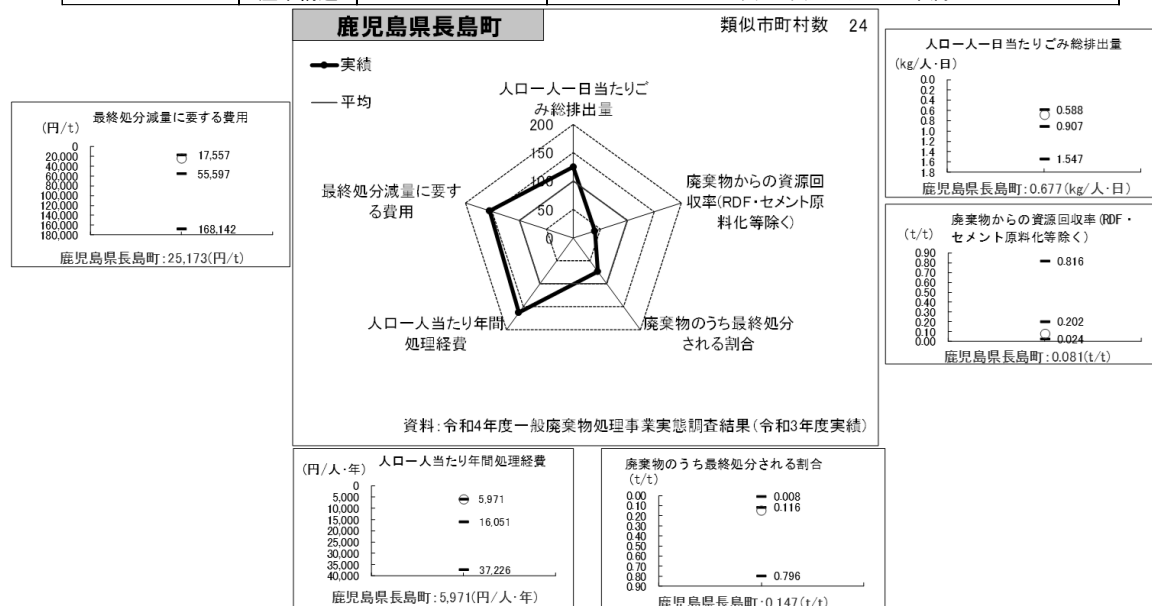 鹿児島県長島町
類似市町村数 24
実績
平均
人口一人一日当たりご
み総排出量
200
150
100
50
0
廃棄物からの資源回
収率(RDF・セメント原
料化等除く)
廃棄物のうち最終処分
される割合
人口一人当たり年間
処理経費
最終処分減量に要す
る費用
資料:令和4年度一般廃棄物処理事業実態調査結果(令和3年度実績)
最終処分減量に要する費用
(円/t)
0
20,000
40,000
60,000
80,000
100,000
120,000
140,000
160,000
180,000
17,557
55,597
168,142
鹿児島県長島町:25,173(円/t)
人口一人一日当たりごみ総排出量
(kg/人・日)
0.0
0.2
0.4
0.6
0.8
1.0
1.2
1.4
1.6
1.8
0.588
0.907
1.547
鹿児島県長島町:0.677(kg/人・日)
廃棄物からの資源回収率(RDF・
セメント原料化等除く)
(t/t)
0.90
0.80
0.70
0.60
0.50
0.40
0.30
0.20
0.10
0.00
0.816
0.202
0.024
鹿児島県長島町:0.081(t/t)
人口一人当たり年間処理経費
(円/人・年)
0
5,000
10,000
15,000
20,000
25,000
30,000
35,000
40,000
5,971
16,051
37,226
鹿児島県長島町:5,971(円/人・年)
廃棄物のうち最終処分される割合
(t/t)
0.00
0.10
0.20
0.30
0.40
0.50
0.60
0.70
0.80
0.90
0.008
0.116
0.796
鹿児島県長島町:0.147(t/t)